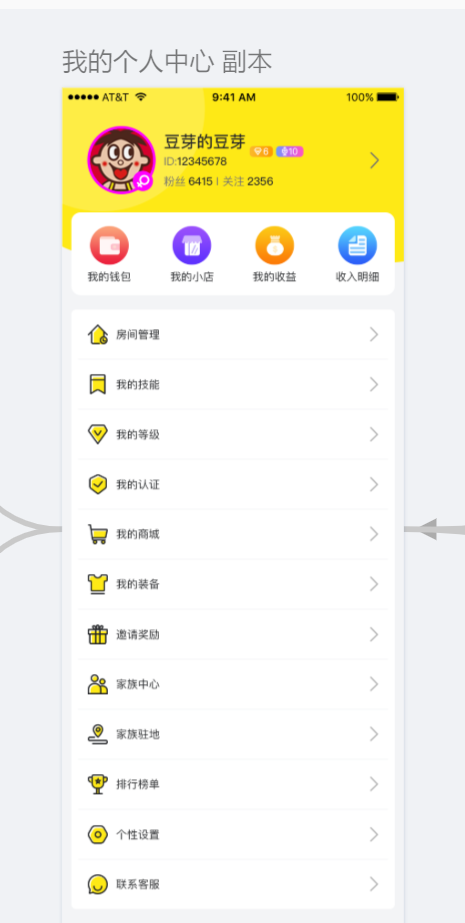 我的个人中心 副本
AT&T 9:41 AM 100%
豆芽的豆芽 6 10
ID:12345678
粉丝 6415 | 关注 2356
我的钱包 我的小店 我的收益 收入明细
房间管理
我的技能
我的等级
我的认证
我的商城
我的装备
邀请奖励
家族中心
家族驻地
排行榜单
个性设置
联系客服